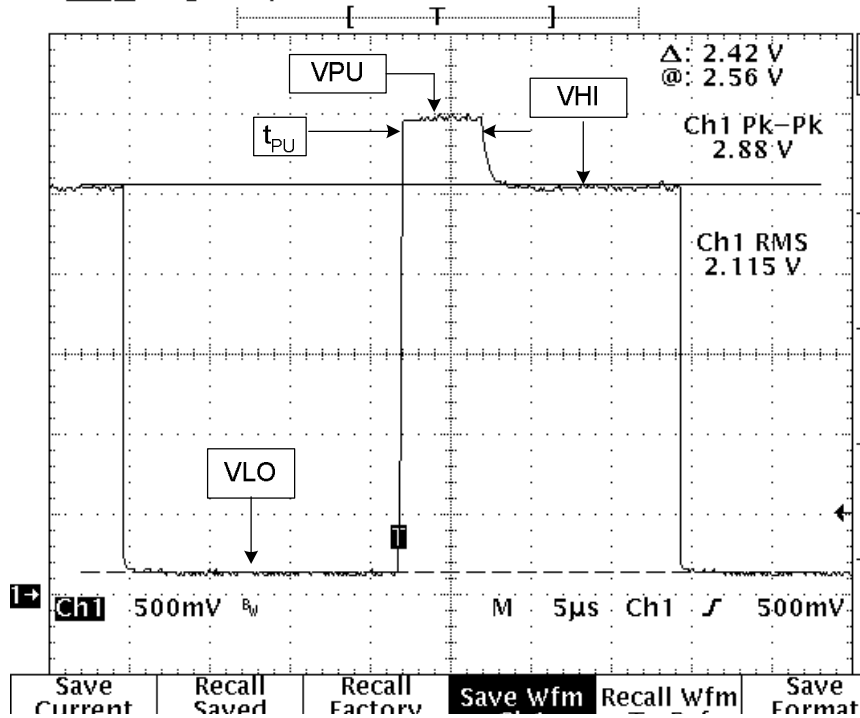 [ T ]
Δ: 2.42 V
@: 2.56 V
VPU
VHI
Ch1 Pk–Pk
2.88 V
tPU
Ch1 RMS
2.115 V
VLO
T
1→
Ch1 500mV BW M 5µs Ch1 500mV
Save
Current
Recall
Saved
Recall
Factory
Save Wfm
Recall Wfm
Save
Format